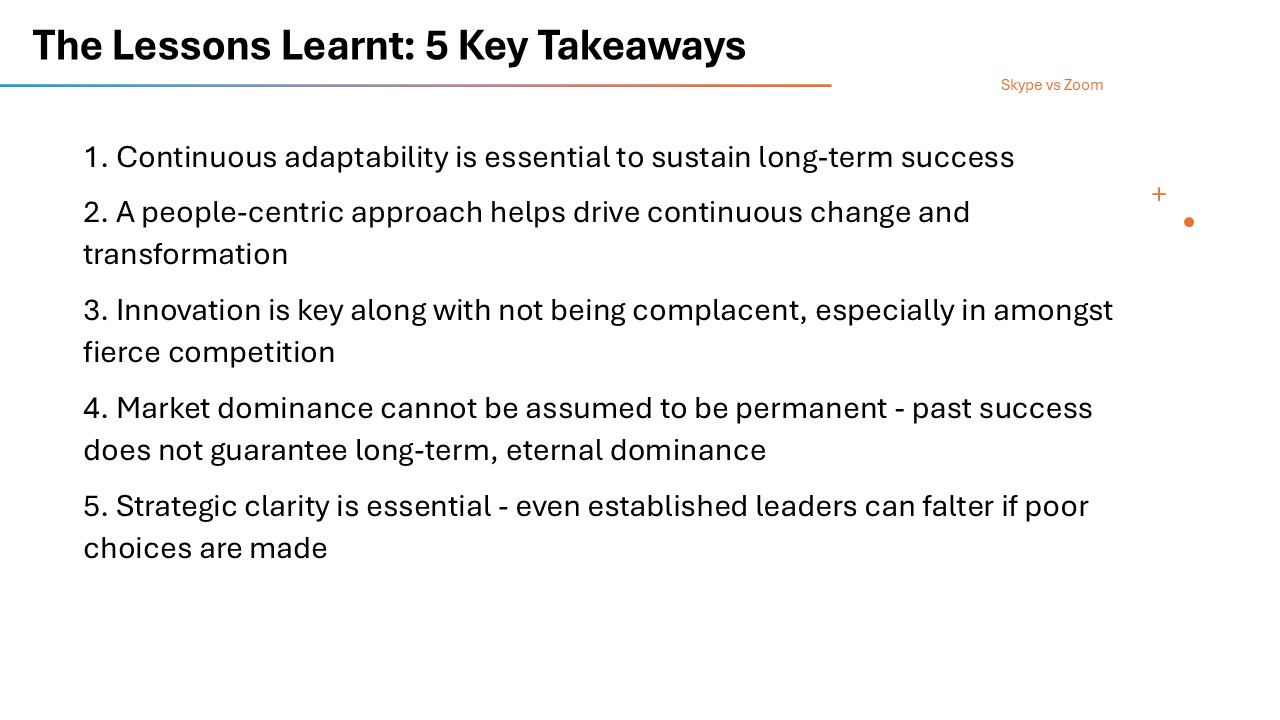 The Lessons Learnt: 5 Key Takeaways
Skype vs Zoom
1. Continuous adaptability is essential to sustain long-term success
2. A people-centric approach helps drive continuous change and
transformation
3. Innovation is key along with not being complacent, especially in amongst
fierce competition
4. Market dominance cannot be assumed to be permanent - past success
does not guarantee long-term, eternal dominance
5. Strategic clarity is essential - even established leaders can falter if poor
choices are made